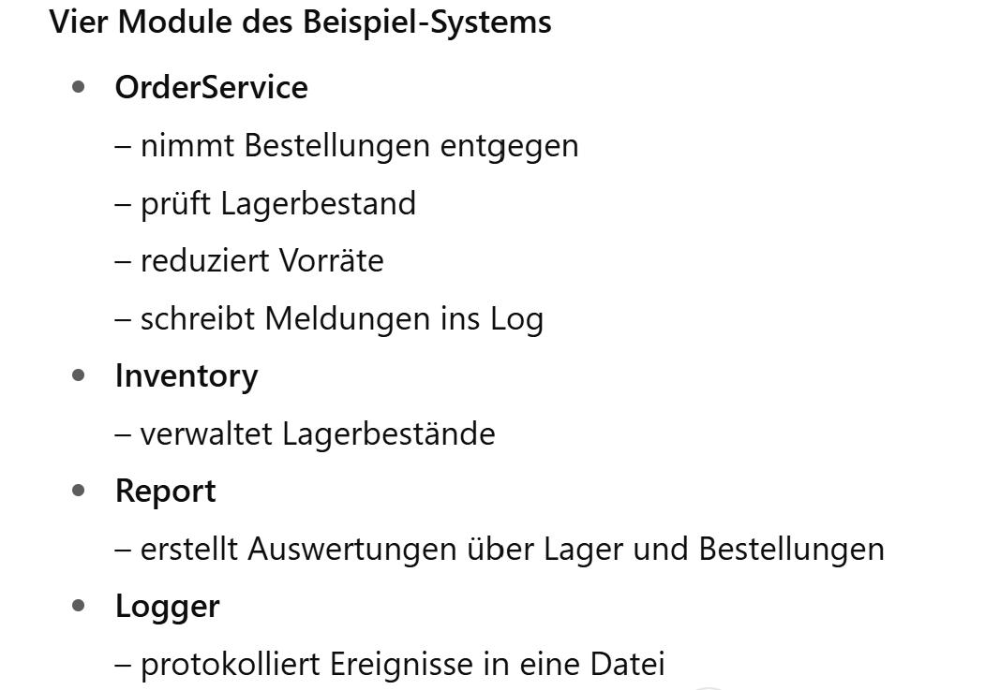 Vier Module des Beispiel-Systems
• OrderService
– nimmt Bestellungen entgegen
– prüft Lagerbestand
– reduziert Vorräte
– schreibt Meldungen ins Log
• Inventory
– verwaltet Lagerbestände
• Report
– erstellt Auswertungen über Lager und Bestellungen
• Logger
– protokolliert Ereignisse in eine Datei